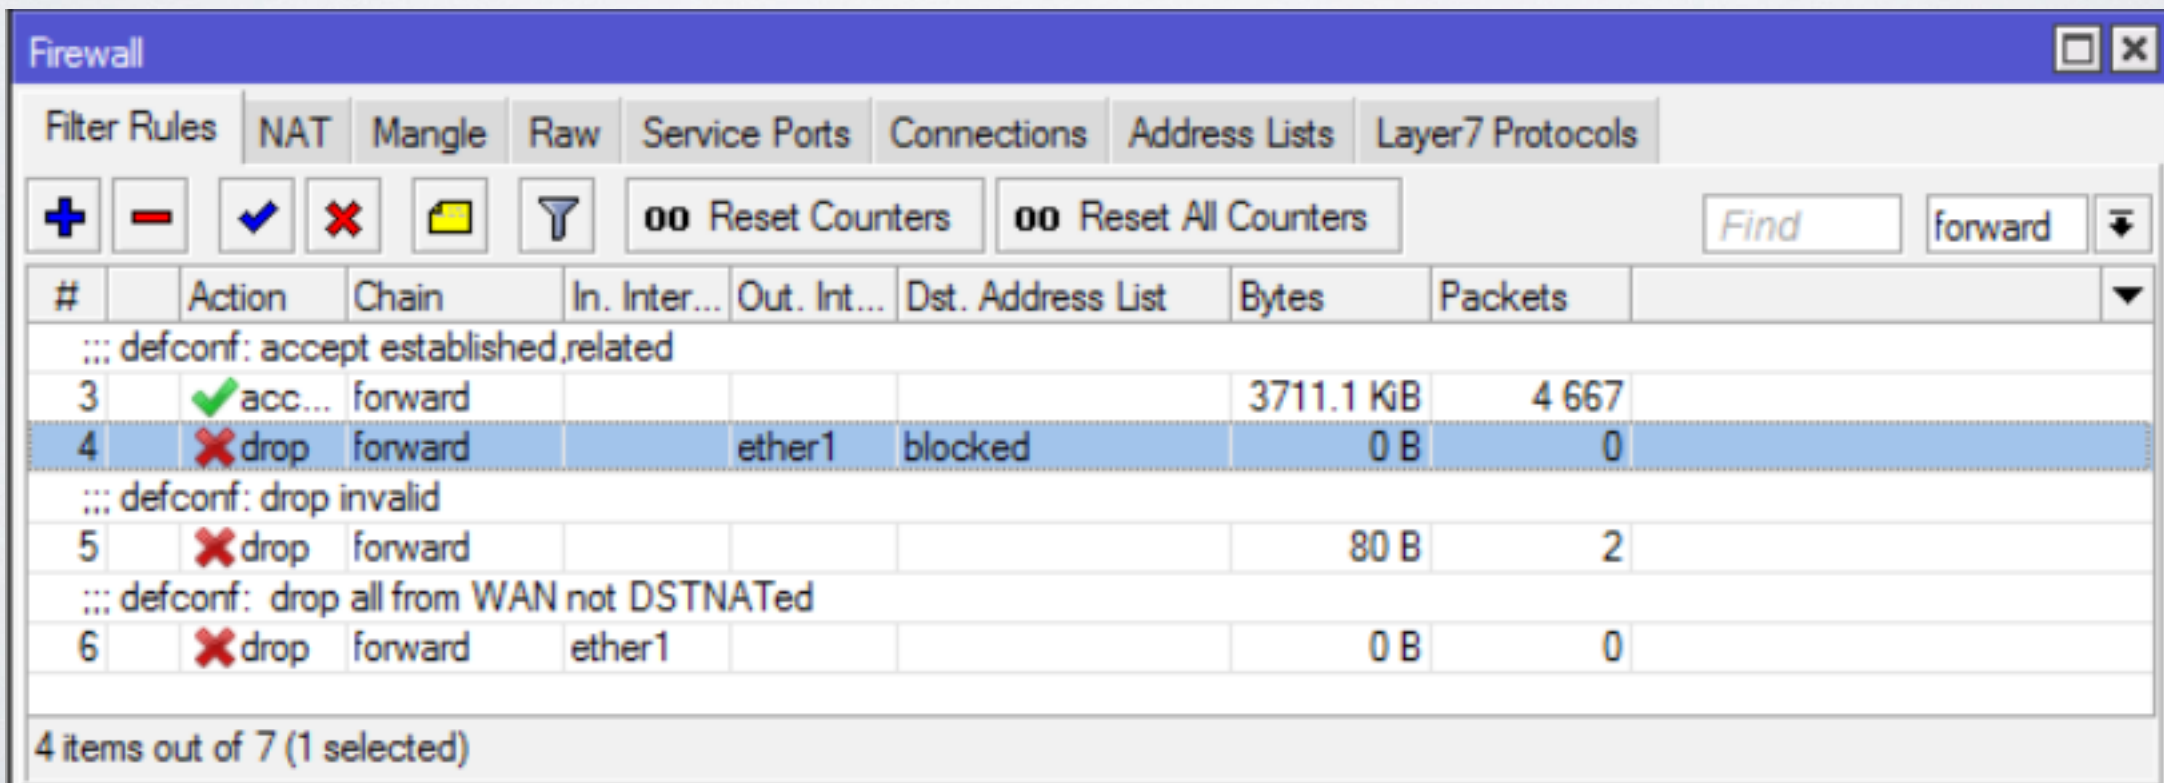 Firewall
Filter Rules NAT Mangle Raw Service Ports Connections Address Lists Layer7 Protocols
00 Reset Counters 00 Reset All Counters Find forward
# Action Chain In. Inter... Out. Int... Dst. Address List Bytes Packets
;;; defconf: accept established,related
3 acc... forward 3711.1 KiB 4 667
4 drop forward ether1 blocked 0 B 0
;;; defconf: drop invalid
5 drop forward 80 B 2
;;; defconf: drop all from WAN not DSTNATed
6 drop forward ether1 0 B 0
4 items out of 7 (1 selected)